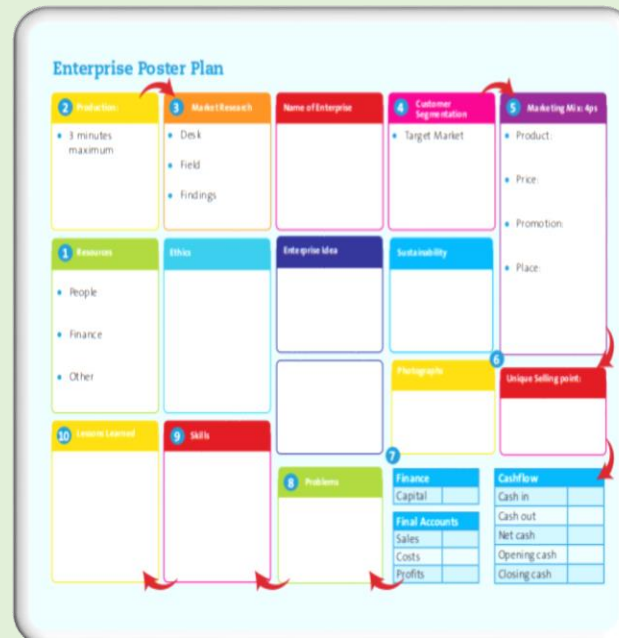 Enterprise Poster Plan
2 Production:
• 3 minutes
maximum
3 Market Research
• Desk
• Field
• Findings
Name of Enterprise
4 Customer
Segmentation
• Target Market
5 Marketing Mix: 4ps
• Product:
• Price:
• Promotion:
• Place:
1 Resources
• People
• Finance
• Other
Ethics
Enterprise Idea
Sustainability
Photographs
6
Unique Selling point:
10 Lessons Learned
9 Skills
8 Problems
7
Finance
Capital
Final Accounts
Sales
Costs
Profits
Cashflow
Cash in
Cash out
Net cash
Opening cash
Closing cash